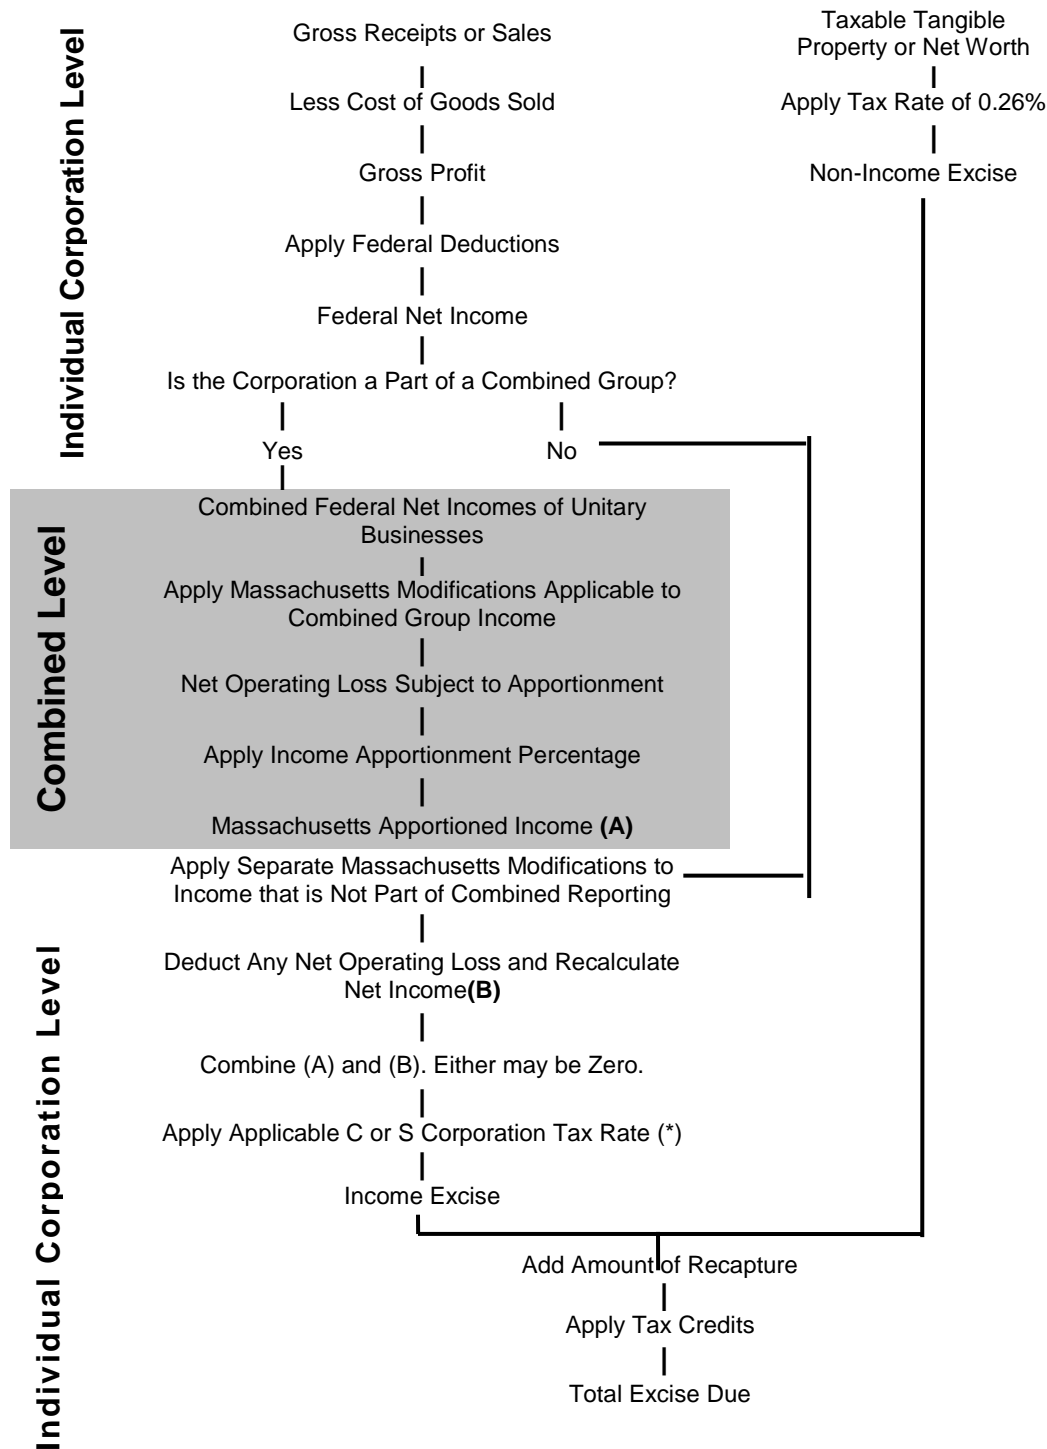 Individual Corporation Level
Gross Receipts or Sales
Less Cost of Goods Sold
Gross Profit
Apply Federal Deductions
Federal Net Income
Is the Corporation a Part of a Combined Group?
Yes
No
Taxable Tangible
Property or Net Worth
Apply Tax Rate of 0.26%
Non-Income Excise
Combined Level
Combined Federal Net Incomes of Unitary
Businesses
Apply Massachusetts Modifications Applicable to
Combined Group Income
Net Operating Loss Subject to Apportionment
Apply Income Apportionment Percentage
Massachusetts Apportioned Income (A)
Individual Corporation Level
Apply Separate Massachusetts Modifications to
Income that is Not Part of Combined Reporting
Deduct Any Net Operating Loss and Recalculate
Net Income(B)
Combine (A) and (B). Either may be Zero.
Apply Applicable C or S Corporation Tax Rate (*)
Income Excise
Add Amount of Recapture
Apply Tax Credits
Total Excise Due